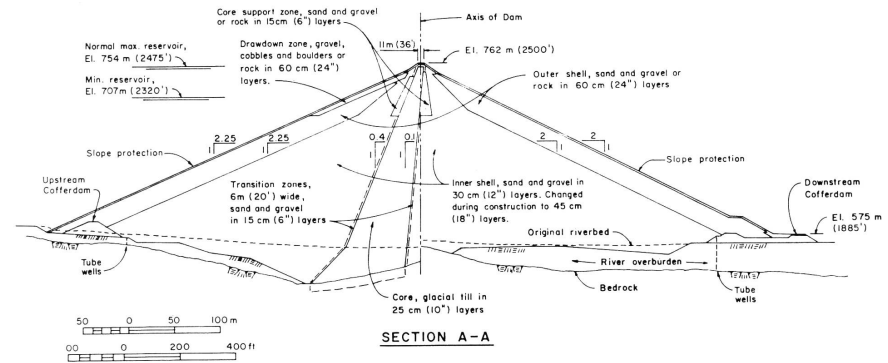 Core support zone, sand and gravel
or rock in 15cm (6") layers
Axis of Dam
11m (36')
Normal max. reservoir,
El. 754 m (2475')
Drawdown zone, gravel,
cobbles and boulders or
rock in 60 cm (24")
layers.
El. 762 m (2500')
Min. reservoir,
El. 707m (2320')
Outer shell, sand and gravel or
rock in 60 cm (24") layers
2.25
1
2.25
1
0.4
1
0.1
1
2
1
2
1
Slope protection
Slope protection
Upstream
Cofferdam
Transition zones,
6m (20') wide,
sand and gravel
in 15 cm (6") layers
Inner shell, sand and gravel in
30 cm (12") layers. Changed
during construction to 45 cm
(18") layers.
Downstream
Cofferdam
El. 575 m
(1885')
Original riverbed
Tube
wells
River overburden
Tube
wells
Bedrock
Core, glacial till in
25 cm (10") layers
50 0 50 100 m
00 0 200 400 ft
SECTION A-A